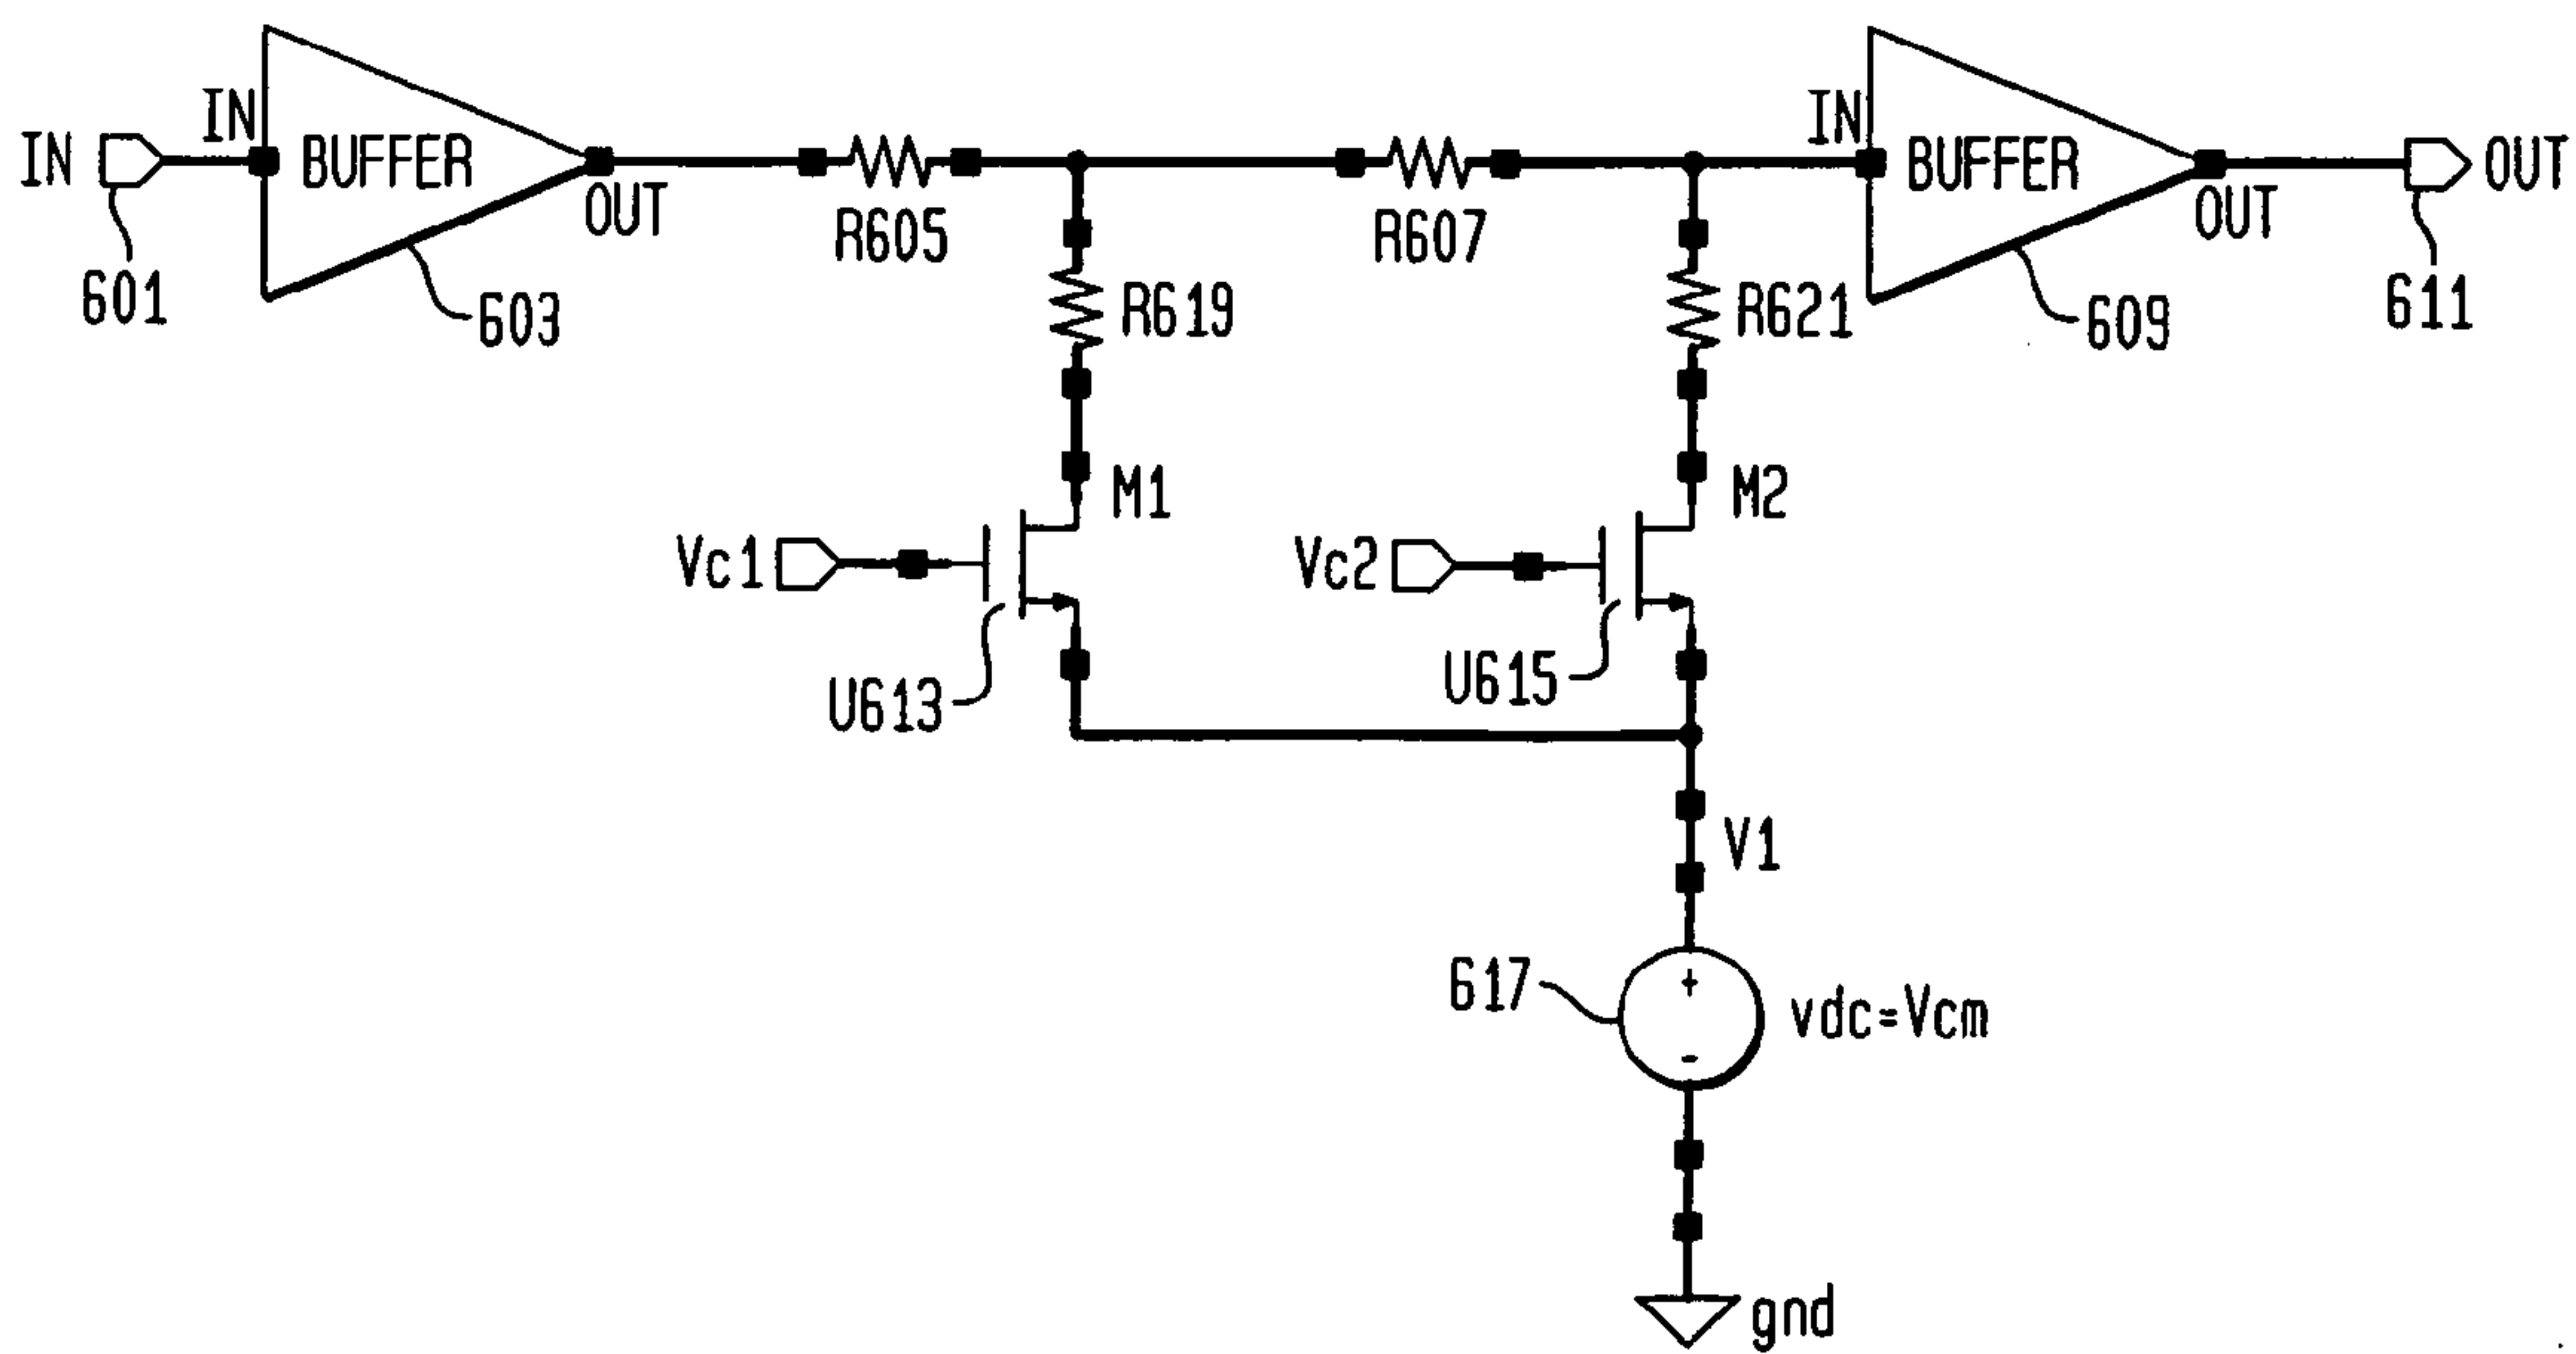 IN
IN
BUFFER
OUT
601
603
R605
R607
IN
BUFFER
OUT
OUT
609
611
R619
R621
M1
M2
Vc1
Vc2
U613
U615
V1
617
+
-
vdc=Vcm
gnd